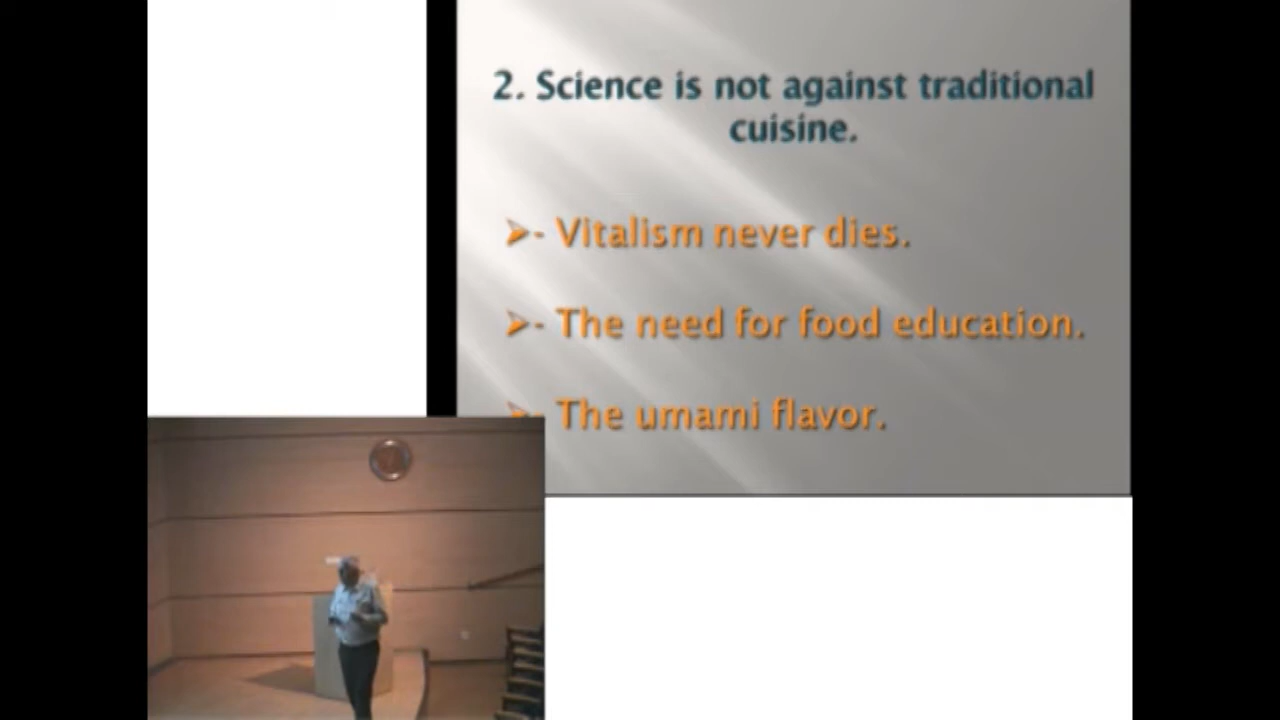 2. Science is not against traditional
cuisine.
- Vitalism never dies.
- The need for food education.
- The umami flavor.